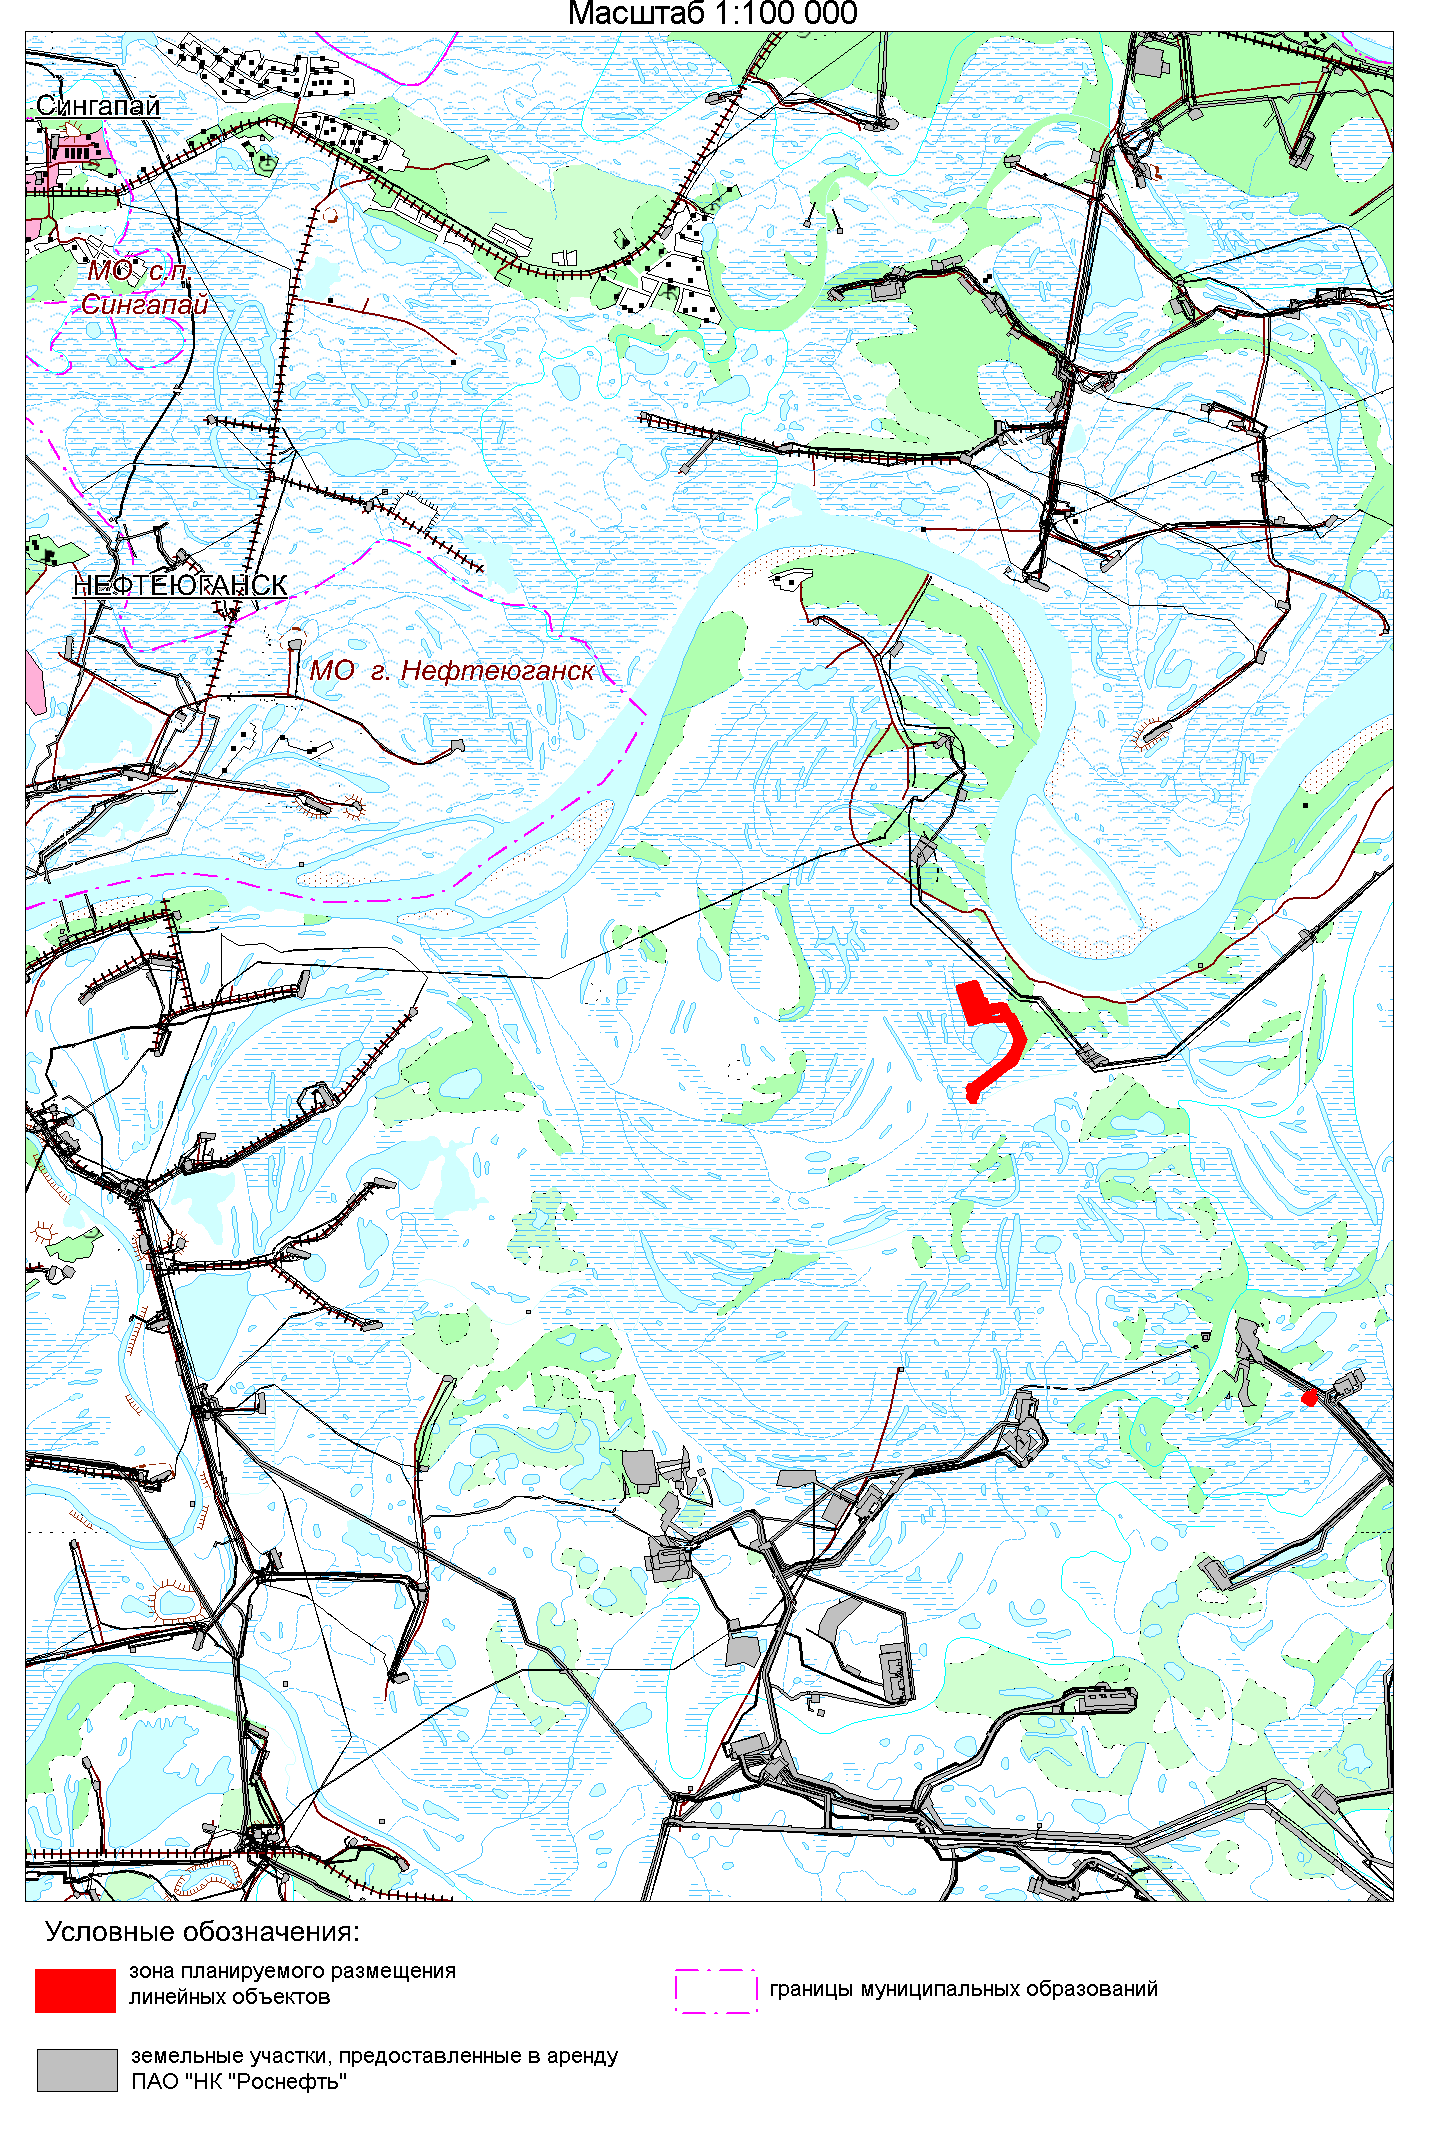 Масштаб 1:100 000
Сингапай
МО с.п.
Сингапай
НЕФТЕЮГАНСК
МО г. Нефтеюганск
Условные обозначения:
зона планируемого размещения
линейных объектов
границы муниципальных образований
земельные участки, предоставленные в аренду
ПАО "НК "Роснефть"